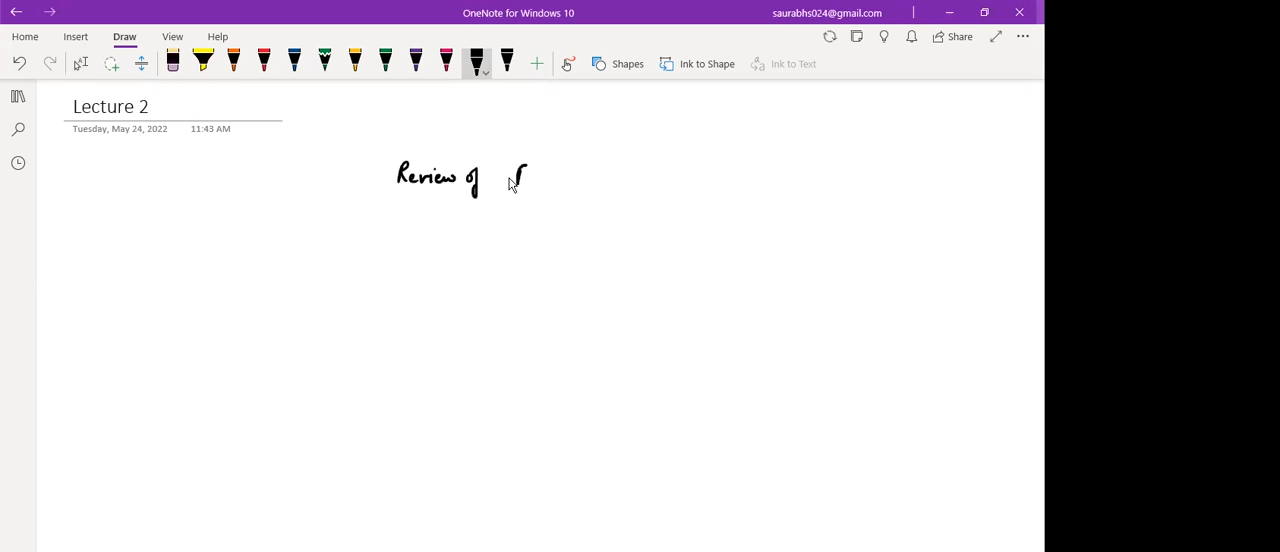 OneNote for Windows 10 saurabhs024@gmail.com
Home Insert Draw View Help Share
Shapes Ink to Shape Ink to Text
Lecture 2
Tuesday, May 24, 2022 11:43 AM
Review of